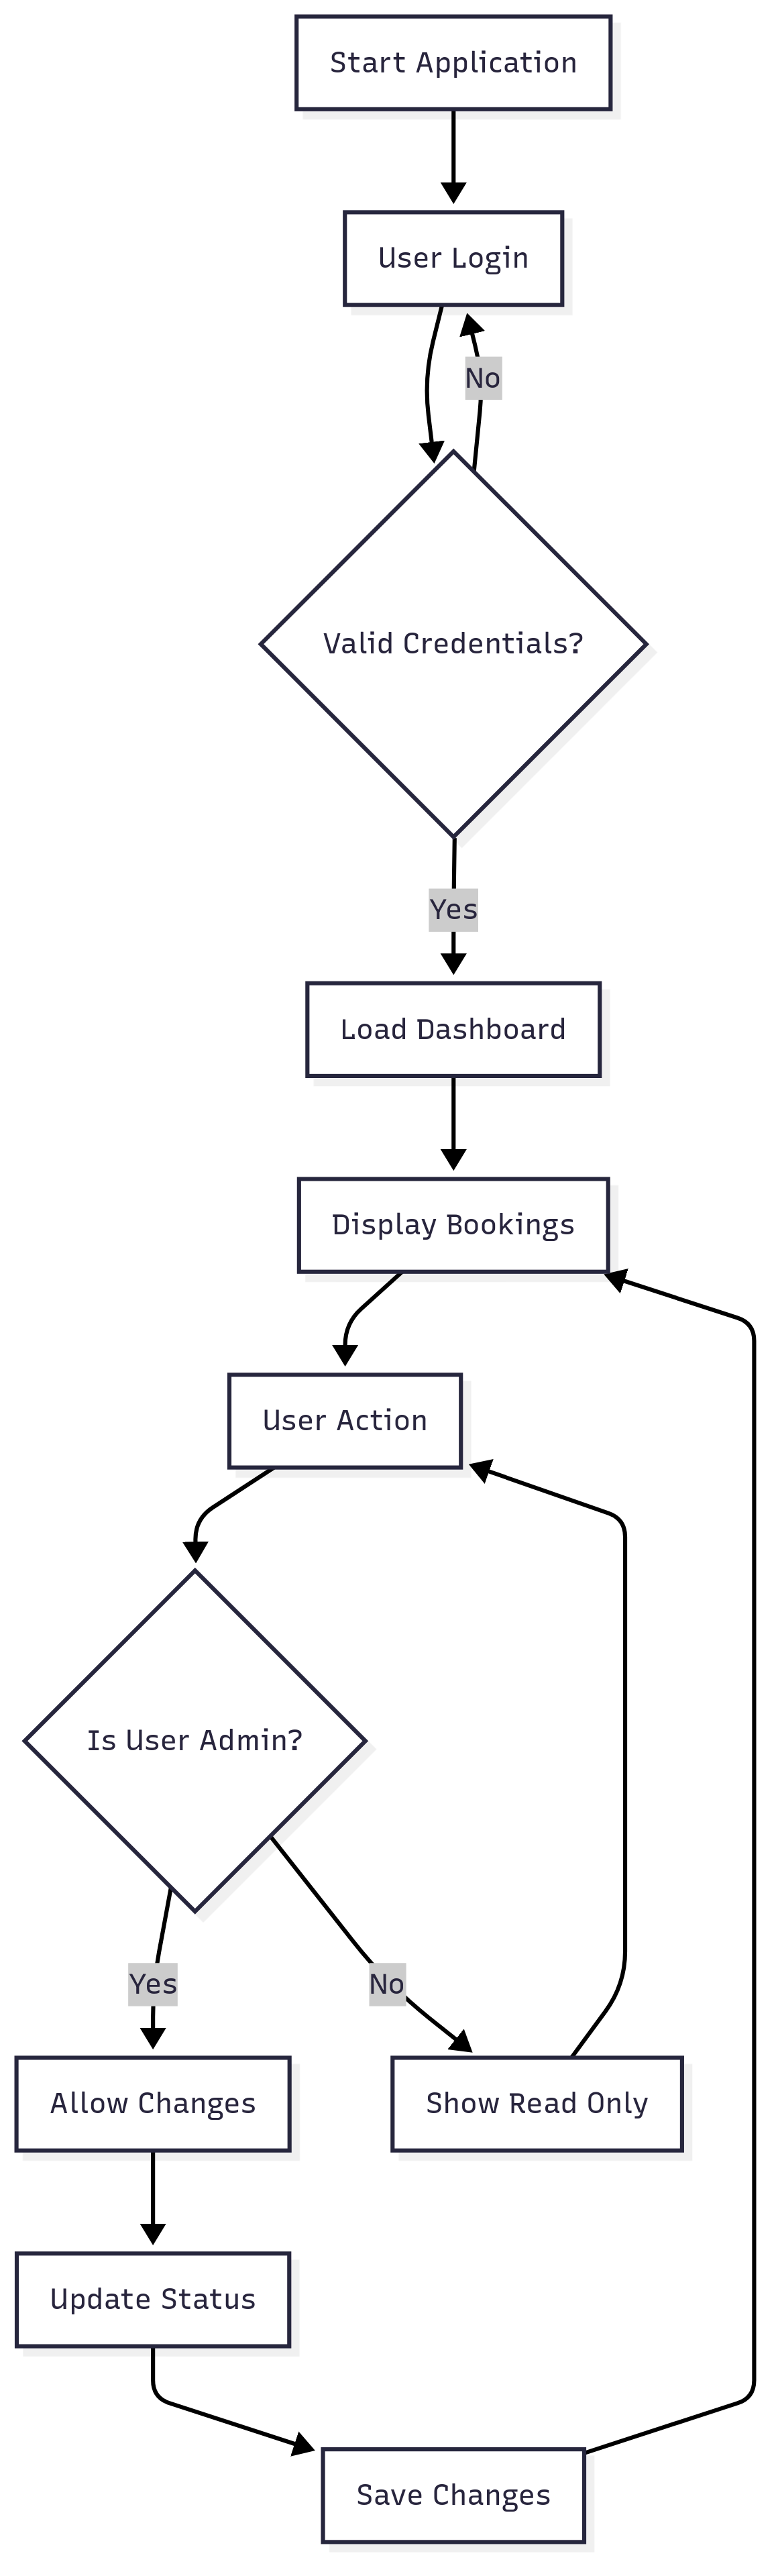 Start Application
User Login
No
Valid Credentials?
Yes
Load Dashboard
Display Bookings
User Action
Is User Admin?
Yes
No
Allow Changes
Show Read Only
Update Status
Save Changes